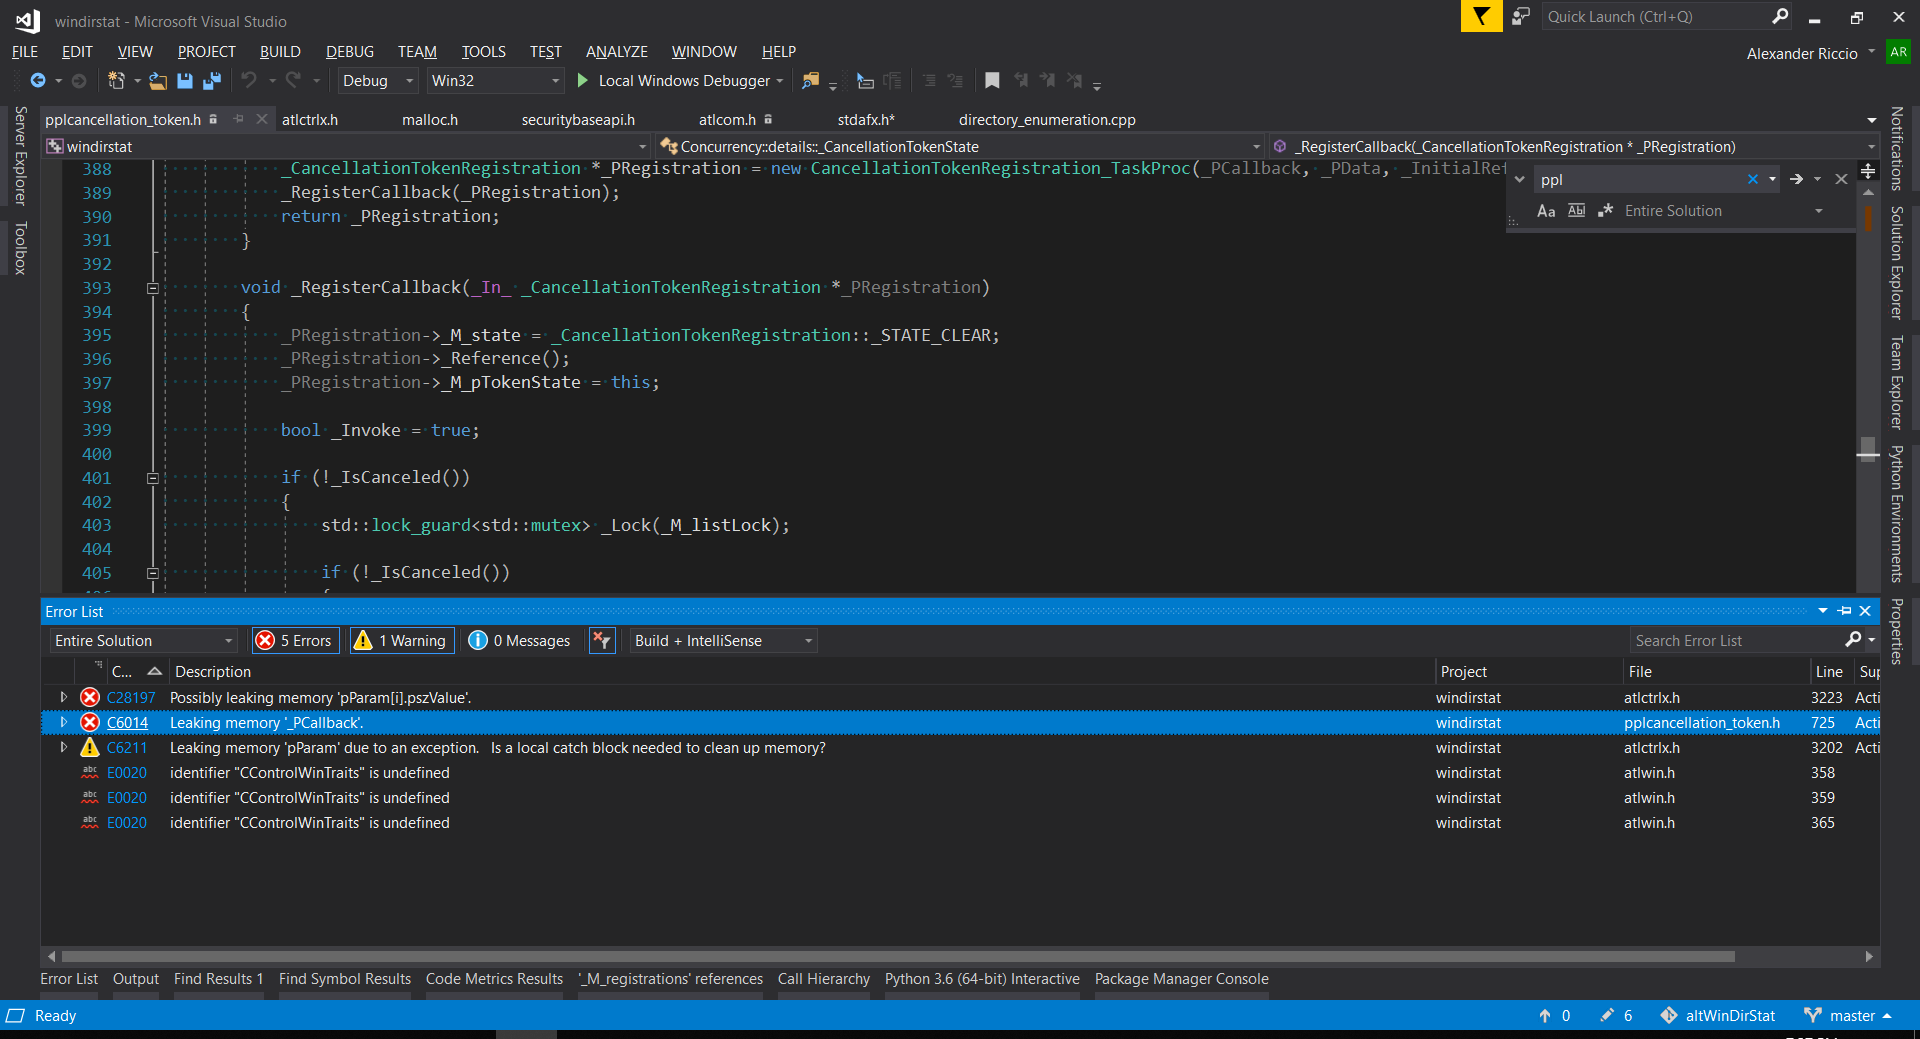 windirstat - Microsoft Visual Studio
Quick Launch (Ctrl+Q)
FILE EDIT VIEW PROJECT BUILD DEBUG TEAM TOOLS TEST ANALYZE WINDOW HELP
Alexander Riccio AR
Debug Win32 Local Windows Debugger
Server Explorer
Toolbox
pplcancellation_token.h atlctrlx.h malloc.h securitybaseapi.h atlcom.h stdafx.h* directory_enumeration.cpp
windirstat Concurrency::details::_CancellationTokenState _RegisterCallback(_CancellationTokenRegistration * _PRegistration)
ppl
Aa Abl Entire Solution
388 _CancellationTokenRegistration *_PRegistration = new CancellationTokenRegistration_TaskProc(_PCallback, _PData, _InitialRef
389 _RegisterCallback(_PRegistration);
390 return _PRegistration;
391 }
392
393 void _RegisterCallback(_In_ _CancellationTokenRegistration *_PRegistration)
394 {
395 _PRegistration->_M_state = _CancellationTokenRegistration::_STATE_CLEAR;
396 _PRegistration->_Reference();
397 _PRegistration->_M_pTokenState = this;
398
399 bool _Invoke = true;
400
401 if (!_IsCanceled())
402 {
403 std::lock_guard<std::mutex> _Lock(_M_listLock);
404
405 if (!_IsCanceled())
Notifications
Solution Explorer
Team Explorer
Python Environments
Properties
Error List
Entire Solution 5 Errors 1 Warning 0 Messages Build + IntelliSense Search Error List
C... Description Project File Line Sup
C28197 Possibly leaking memory 'pParam[i].pszValue'. windirstat atlctrlx.h 3223 Acti
C6014 Leaking memory '_PCallback'. windirstat pplcancellation_token.h 725 Acti
C6211 Leaking memory 'pParam' due to an exception. Is a local catch block needed to clean up memory? windirstat atlctrlx.h 3202 Acti
abc E0020 identifier "CControlWinTraits" is undefined windirstat atlwin.h 358
abc E0020 identifier "CControlWinTraits" is undefined windirstat atlwin.h 359
abc E0020 identifier "CControlWinTraits" is undefined windirstat atlwin.h 365
Error List Output Find Results 1 Find Symbol Results Code Metrics Results '_M_registrations' references Call Hierarchy Python 3.6 (64-bit) Interactive Package Manager Console
Ready 0 6 altWinDirStat master